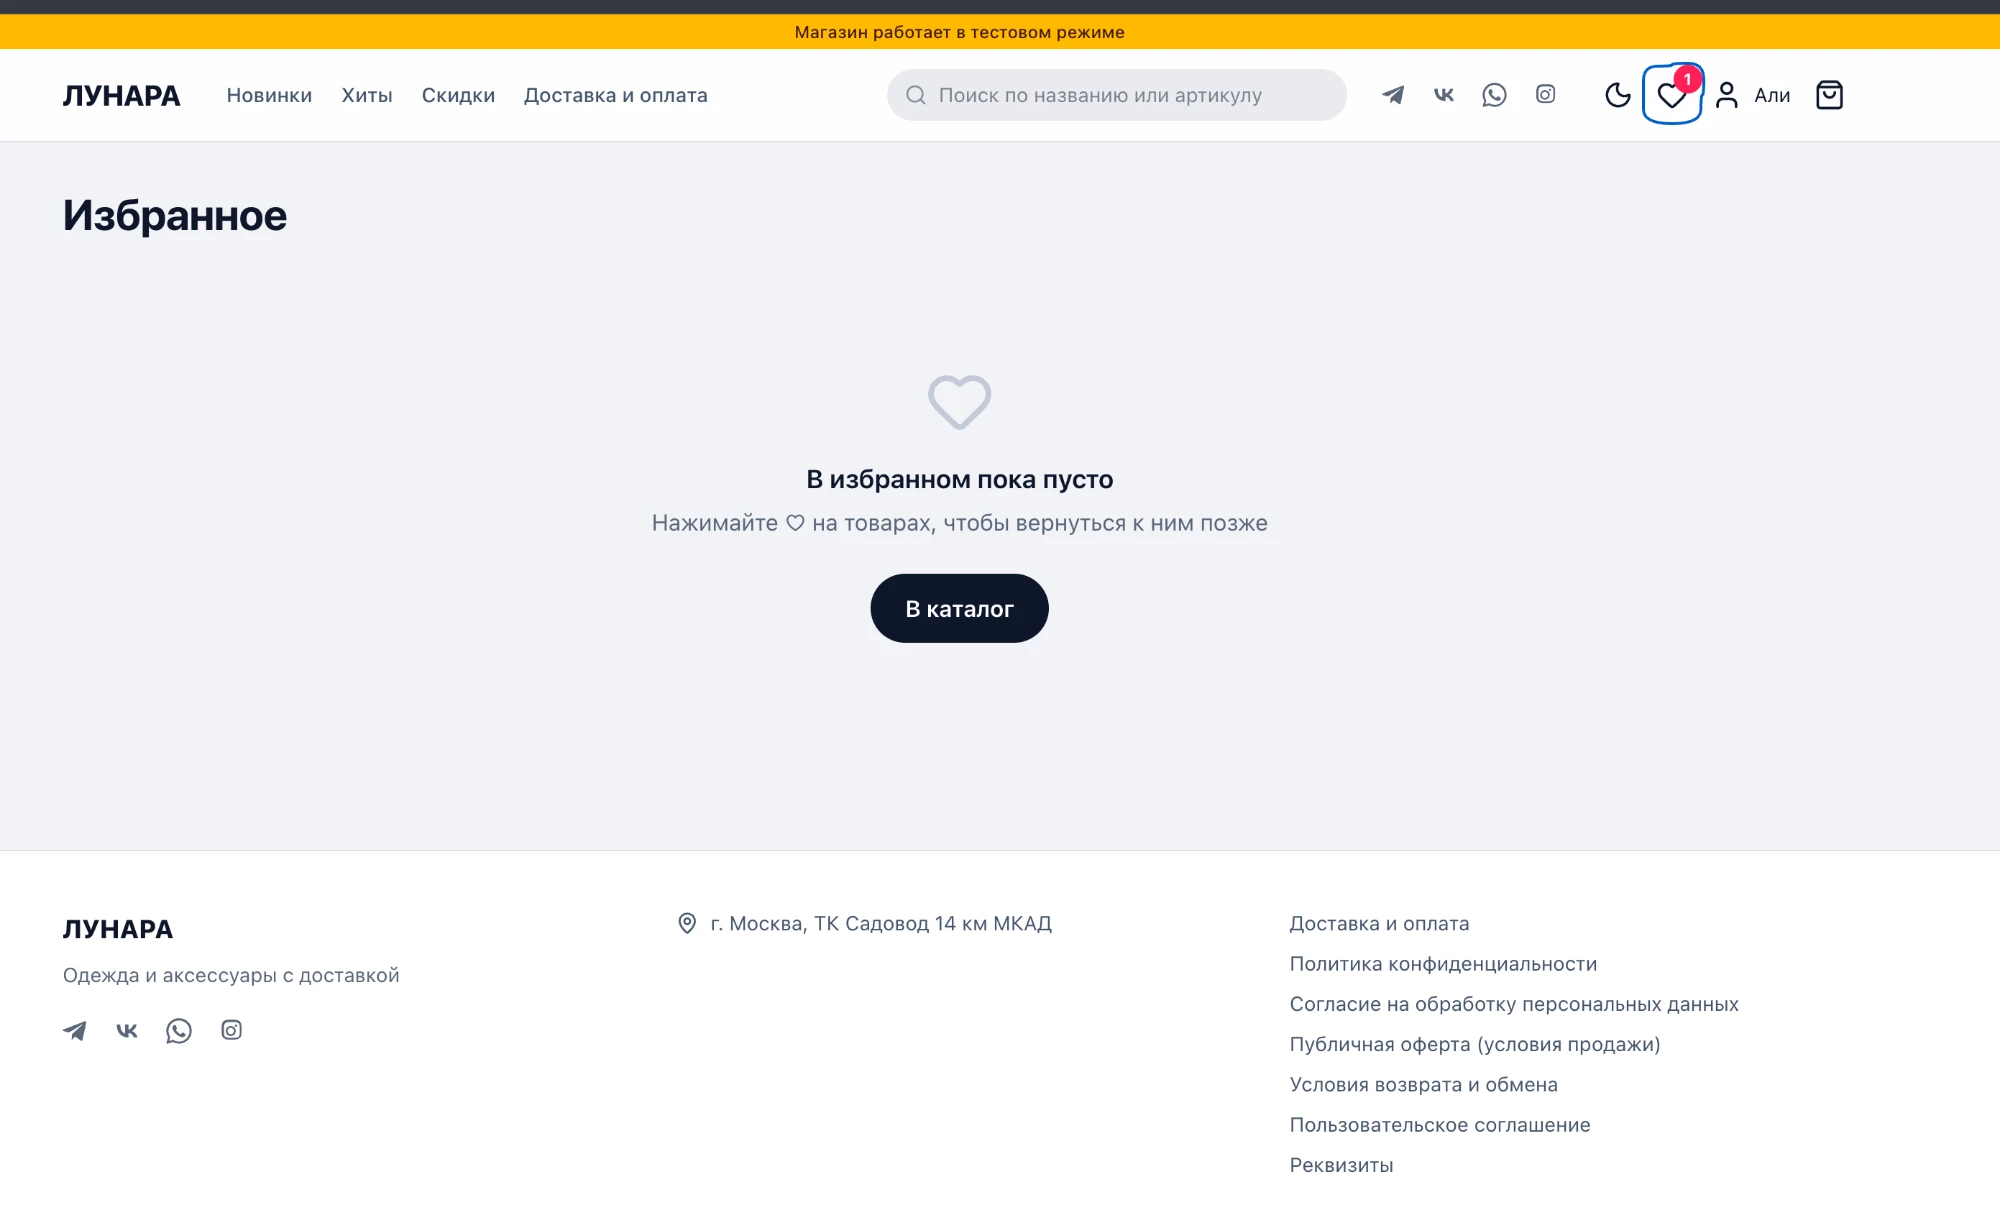 Магазин работает в тестовом режиме
ЛУНАРА Новинки Хиты Скидки Доставка и оплата Поиск по названию или артикулу 1 Али
Избранное
В избранном пока пусто
Нажимайте ♡ на товарах, чтобы вернуться к ним позже
В каталог
ЛУНАРА
Одежда и аксессуары с доставкой
г. Москва, ТК Садовод 14 км МКАД
Доставка и оплата
Политика конфиденциальности
Согласие на обработку персональных данных
Публичная оферта (условия продажи)
Условия возврата и обмена
Пользовательское соглашение
Реквизиты